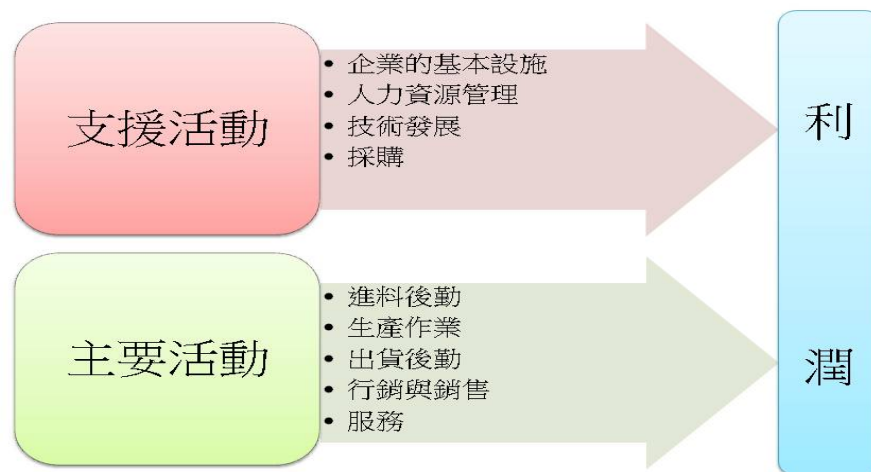 支援活動
• 企業的基本設施
• 人力資源管理
• 技術發展
• 採購
主要活動
• 進料後勤
• 生產作業
• 出貨後勤
• 行銷與銷售
• 服務
利
潤